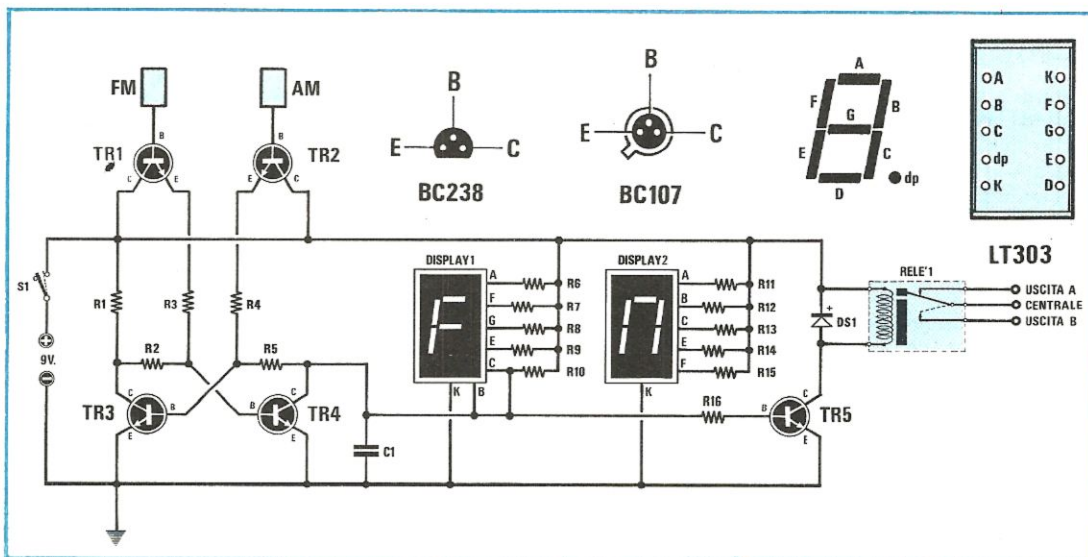 FM
AM
B
B
TR1
C
E
TR2
E
C
B
E
C
BC238
B
E
C
BC107
A
F
B
G
E
C
D
dp
A
K
B
F
C
G
dp
E
K
D
LT303
S1
9V.
R1
R3
R4
R2
R5
C
B
E
TR3
C
B
E
TR4
C1
DISPLAY1
A
F
G
E
C
K
B
R6
R7
R8
R9
R10
DISPLAY2
A
B
C
E
F
K
R11
R12
R13
R14
R15
R16
B
C
E
TR5
+
DS1
RELE'1
USCITA A
CENTRALE
USCITA B